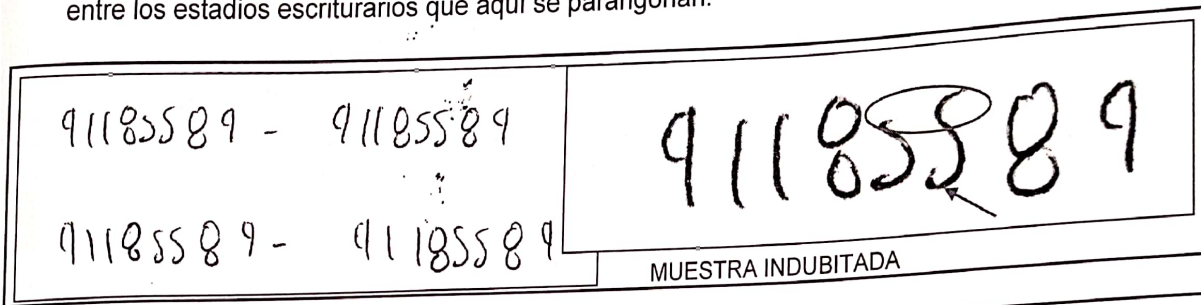 entre los estadios escriturarios que aquí se parangonan.
91185589 - 91185589
91185589
91185589 - 91185589
MUESTRA INDUBITADA